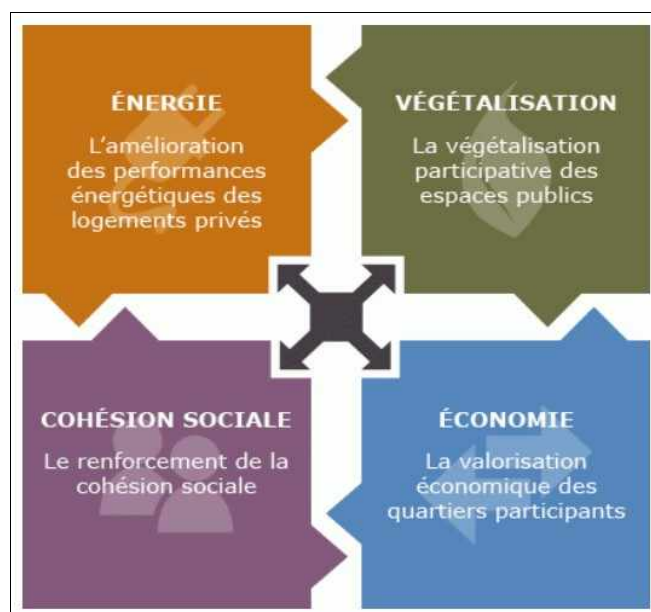 ÉNERGIE
L'amélioration
des performances
énergétiques des
logements privés
VÉGÉTALISATION
La végétalisation
participative des
espaces publics
COHÉSION SOCIALE
Le renforcement de la
cohésion sociale
ÉCONOMIE
La valorisation
économique des
quartiers participants